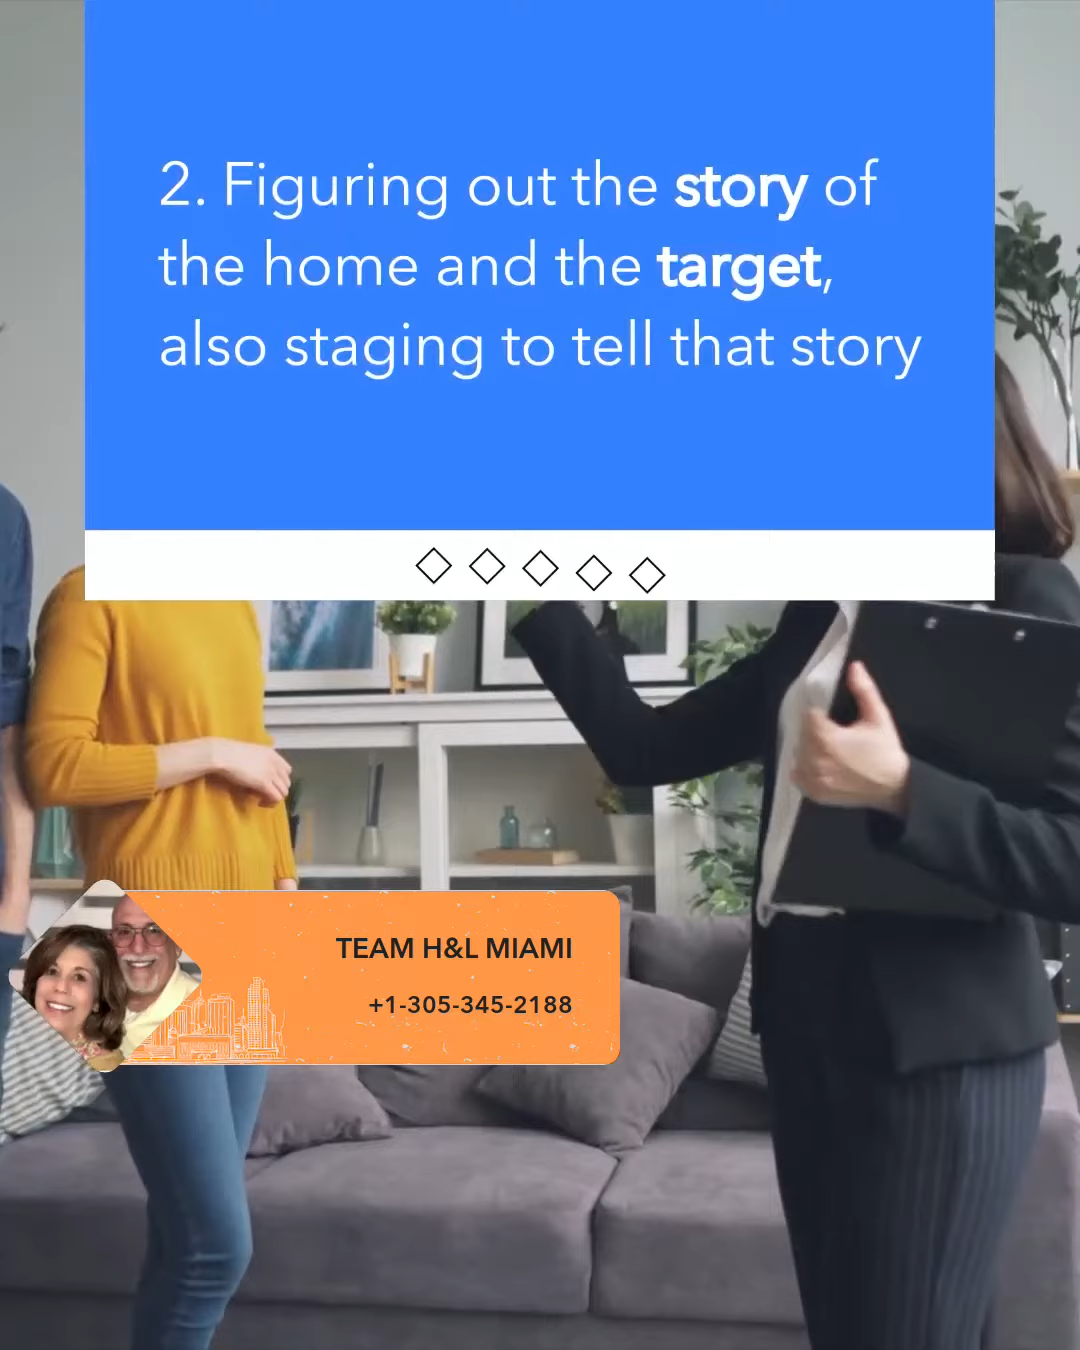 2. Figuring out the story of
the home and the target,
also staging to tell that story
TEAM H&L MIAMI
+1-305-345-2188